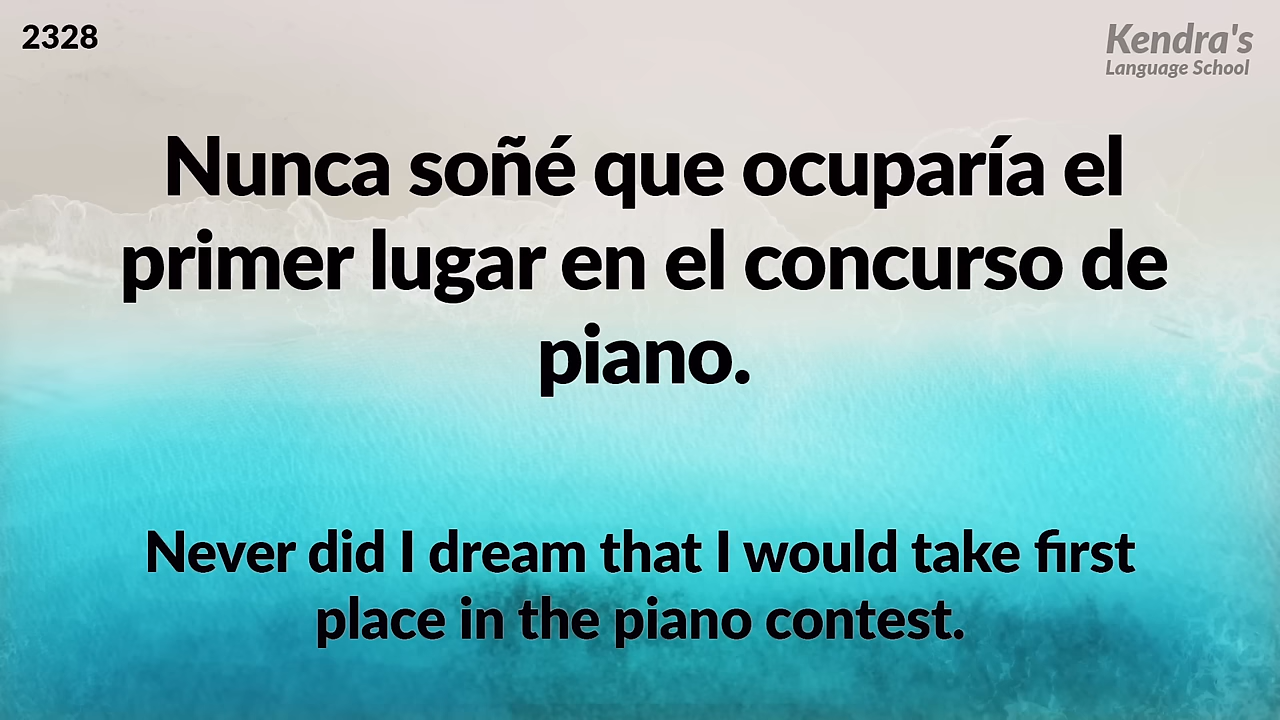 2328
Kendra's
Language School
Nunca soñé que ocuparía el
primer lugar en el concurso de
piano.
Never did I dream that I would take first
place in the piano contest.